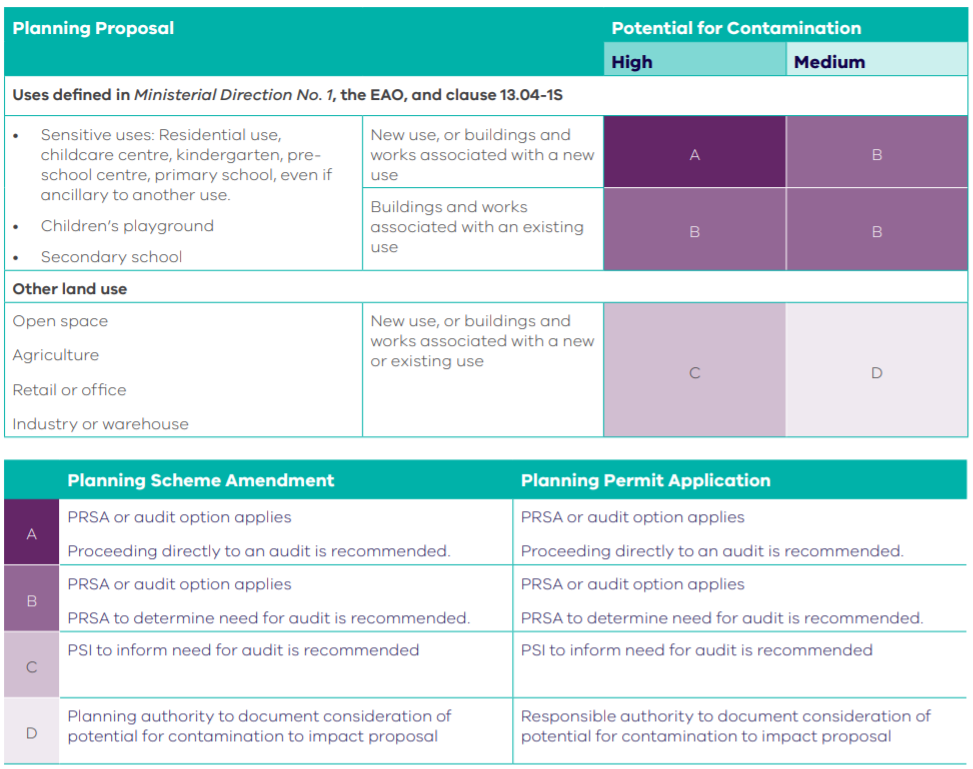 Planning Proposal
Potential for Contamination
High
Medium
Uses defined in Ministerial Direction No. 1, the EAO, and clause 13.04-1S
• Sensitive uses: Residential use,
childcare centre, kindergarten, pre-
school centre, primary school, even if
ancillary to another use.
• Children's playground
• Secondary school
New use, or buildings and
works associated with a new
use
A
B
Buildings and works
associated with an existing
use
B
B
Other land use
Open space
Agriculture
Retail or office
Industry or warehouse
New use, or buildings and
works associated with a new
or existing use
C
D
Planning Scheme Amendment
Planning Permit Application
A
PRSA or audit option applies
Proceeding directly to an audit is recommended.
PRSA or audit option applies
Proceeding directly to an audit is recommended.
B
PRSA or audit option applies
PRSA to determine need for audit is recommended.
PRSA or audit option applies
PRSA to determine need for audit is recommended.
C
PSI to inform need for audit is recommended
PSI to inform need for audit is recommended
D
Planning authority to document consideration of
potential for contamination to impact proposal
Responsible authority to document consideration of
potential for contamination to impact proposal